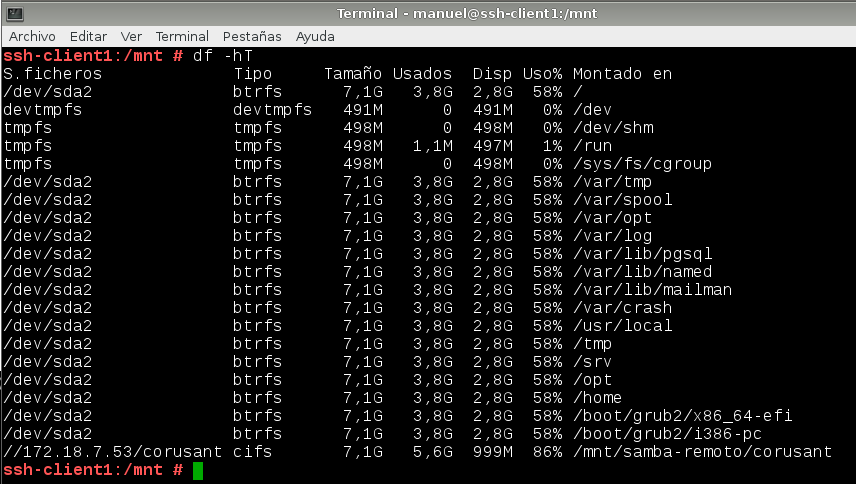 Terminal - manuel@ssh-client1:/mnt
Archivo Editar Ver Terminal Pestañas Ayuda
ssh-client1:/mnt # df -hT
S.ficheros Tipo Tamaño Usados Disp Uso% Montado en
/dev/sda2 btrfs 7,1G 3,8G 2,8G 58% /
devtmpfs devtmpfs 491M 0 491M 0% /dev
tmpfs tmpfs 498M 0 498M 0% /dev/shm
tmpfs tmpfs 498M 1,1M 497M 1% /run
tmpfs tmpfs 498M 0 498M 0% /sys/fs/cgroup
/dev/sda2 btrfs 7,1G 3,8G 2,8G 58% /var/tmp
/dev/sda2 btrfs 7,1G 3,8G 2,8G 58% /var/spool
/dev/sda2 btrfs 7,1G 3,8G 2,8G 58% /var/opt
/dev/sda2 btrfs 7,1G 3,8G 2,8G 58% /var/log
/dev/sda2 btrfs 7,1G 3,8G 2,8G 58% /var/lib/pgsql
/dev/sda2 btrfs 7,1G 3,8G 2,8G 58% /var/lib/named
/dev/sda2 btrfs 7,1G 3,8G 2,8G 58% /var/lib/mailman
/dev/sda2 btrfs 7,1G 3,8G 2,8G 58% /var/crash
/dev/sda2 btrfs 7,1G 3,8G 2,8G 58% /usr/local
/dev/sda2 btrfs 7,1G 3,8G 2,8G 58% /tmp
/dev/sda2 btrfs 7,1G 3,8G 2,8G 58% /srv
/dev/sda2 btrfs 7,1G 3,8G 2,8G 58% /opt
/dev/sda2 btrfs 7,1G 3,8G 2,8G 58% /home
/dev/sda2 btrfs 7,1G 3,8G 2,8G 58% /boot/grub2/x86_64-efi
/dev/sda2 btrfs 7,1G 3,8G 2,8G 58% /boot/grub2/i386-pc
//172.18.7.53/corusant cifs 7,1G 5,6G 999M 86% /mnt/samba-remoto/corusant
ssh-client1:/mnt #